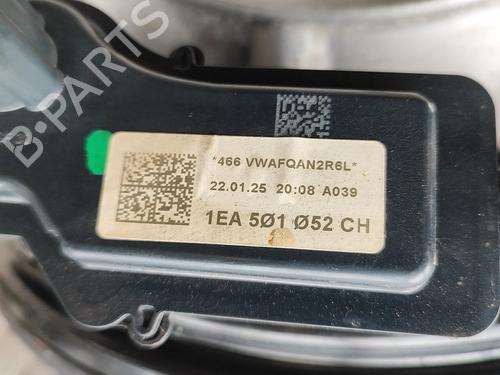 B-PARTS
*466 VWAFQAN2R6L*
22.01.25 20:08 A039
1EA 5Ø1 Ø52 CH